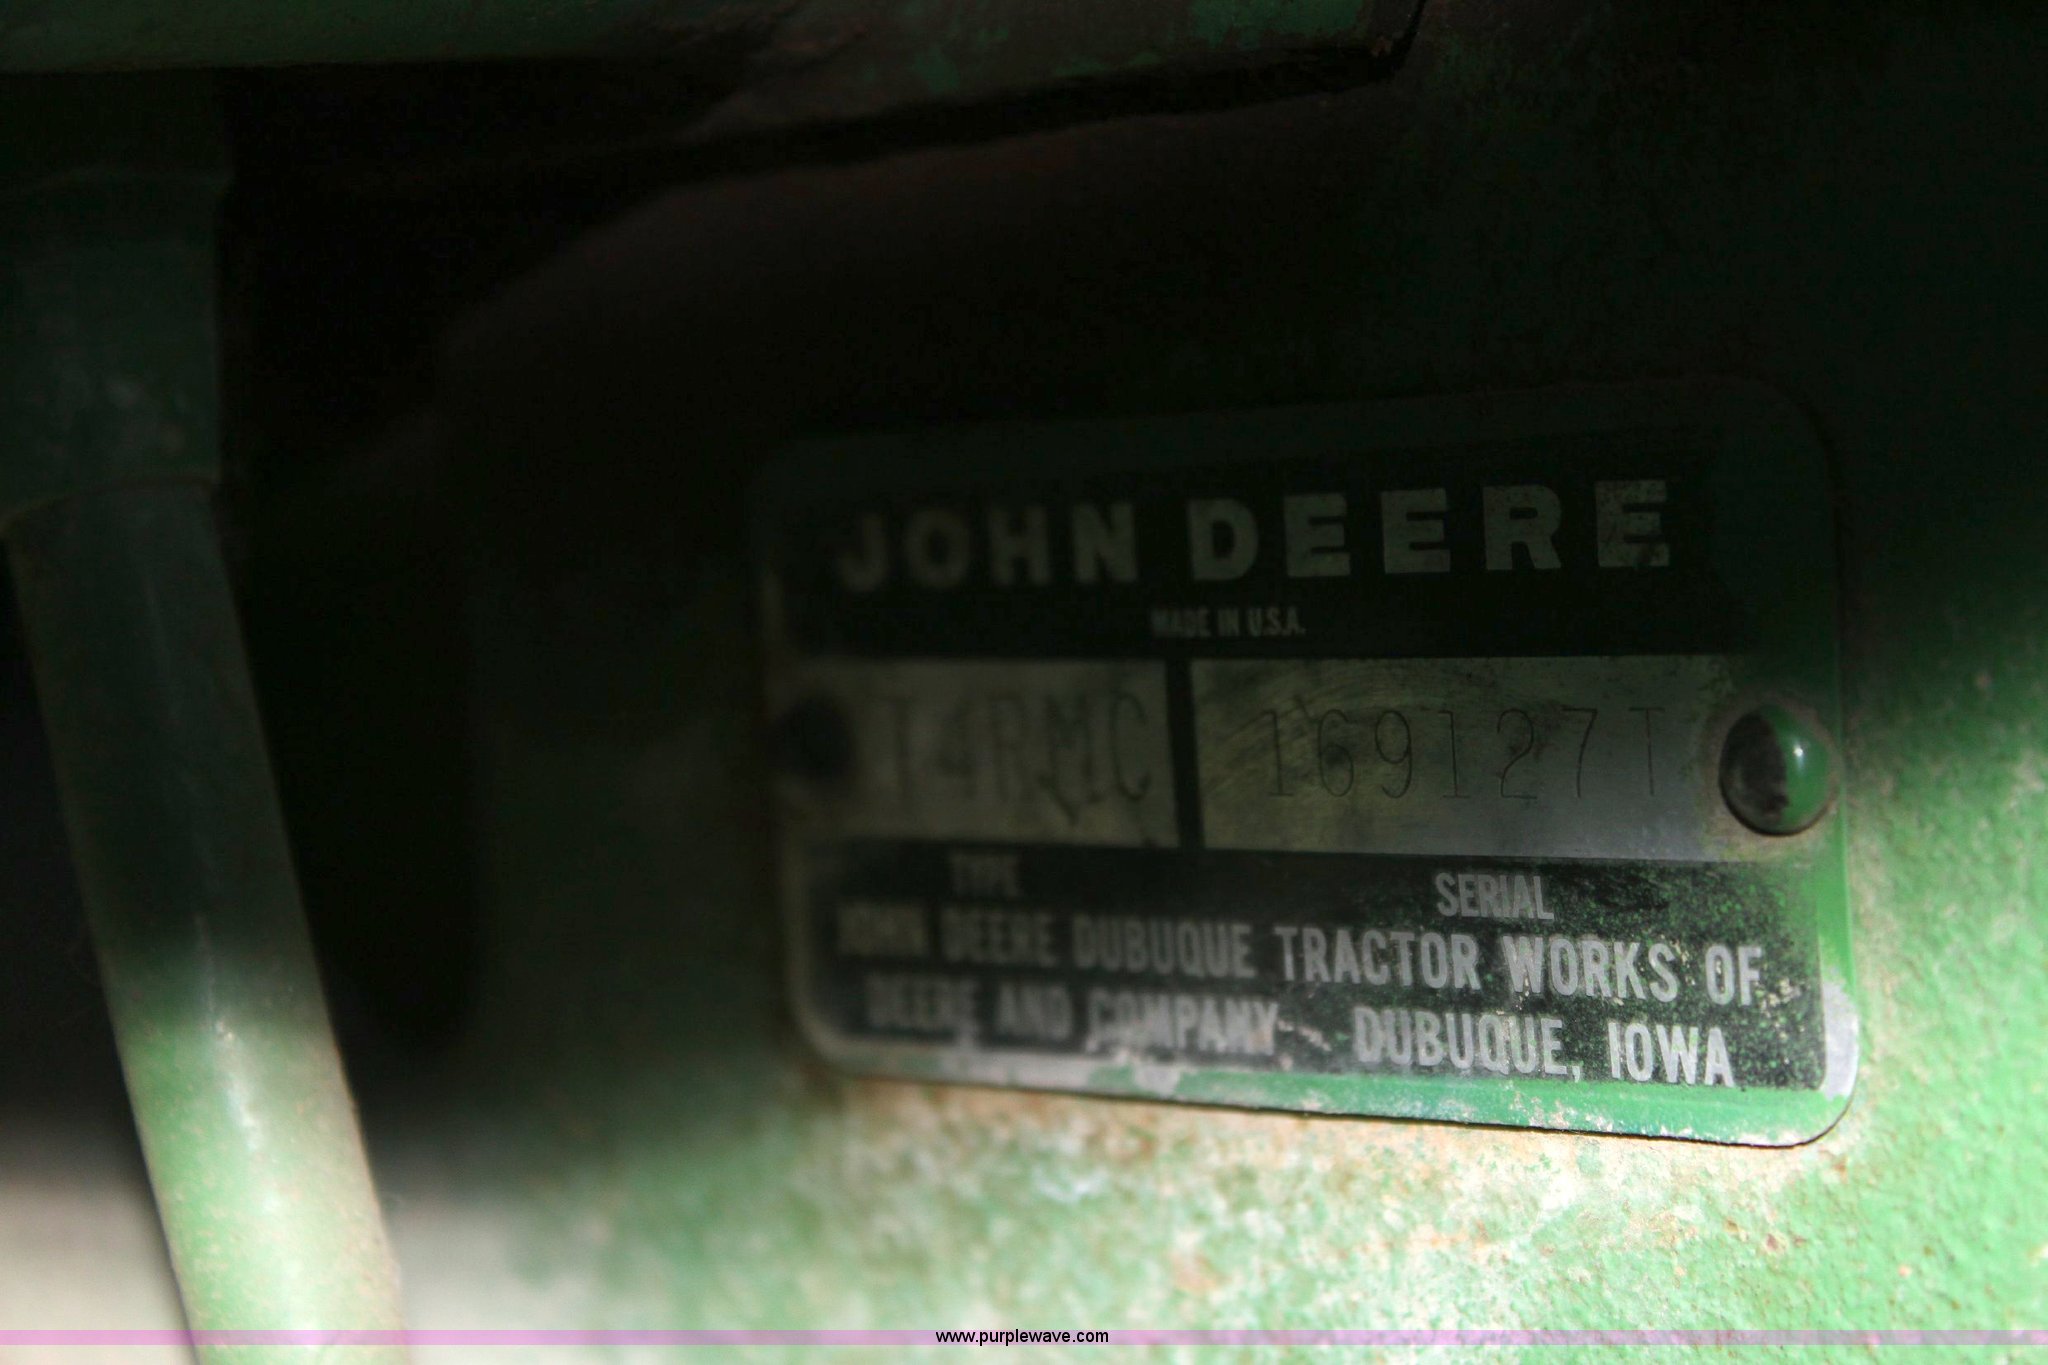 JOHN DEERE
MADE IN U.S.A.
T4RMC 169127T
TYPE SERIAL
JOHN DEERE DUBUQUE TRACTOR WORKS OF
DEERE AND COMPANY DUBUQUE, IOWA
www.purplewave.com